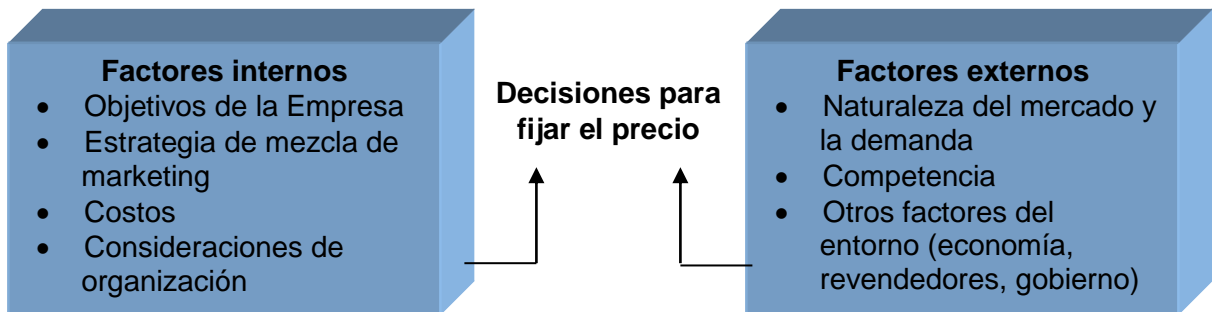 Factores internos
• Objetivos de la Empresa
• Estrategia de mezcla de
marketing
• Costos
• Consideraciones de
organización
Decisiones para
fijar el precio
Factores externos
• Naturaleza del mercado y
la demanda
• Competencia
• Otros factores del
entorno (economía,
revendedores, gobierno)